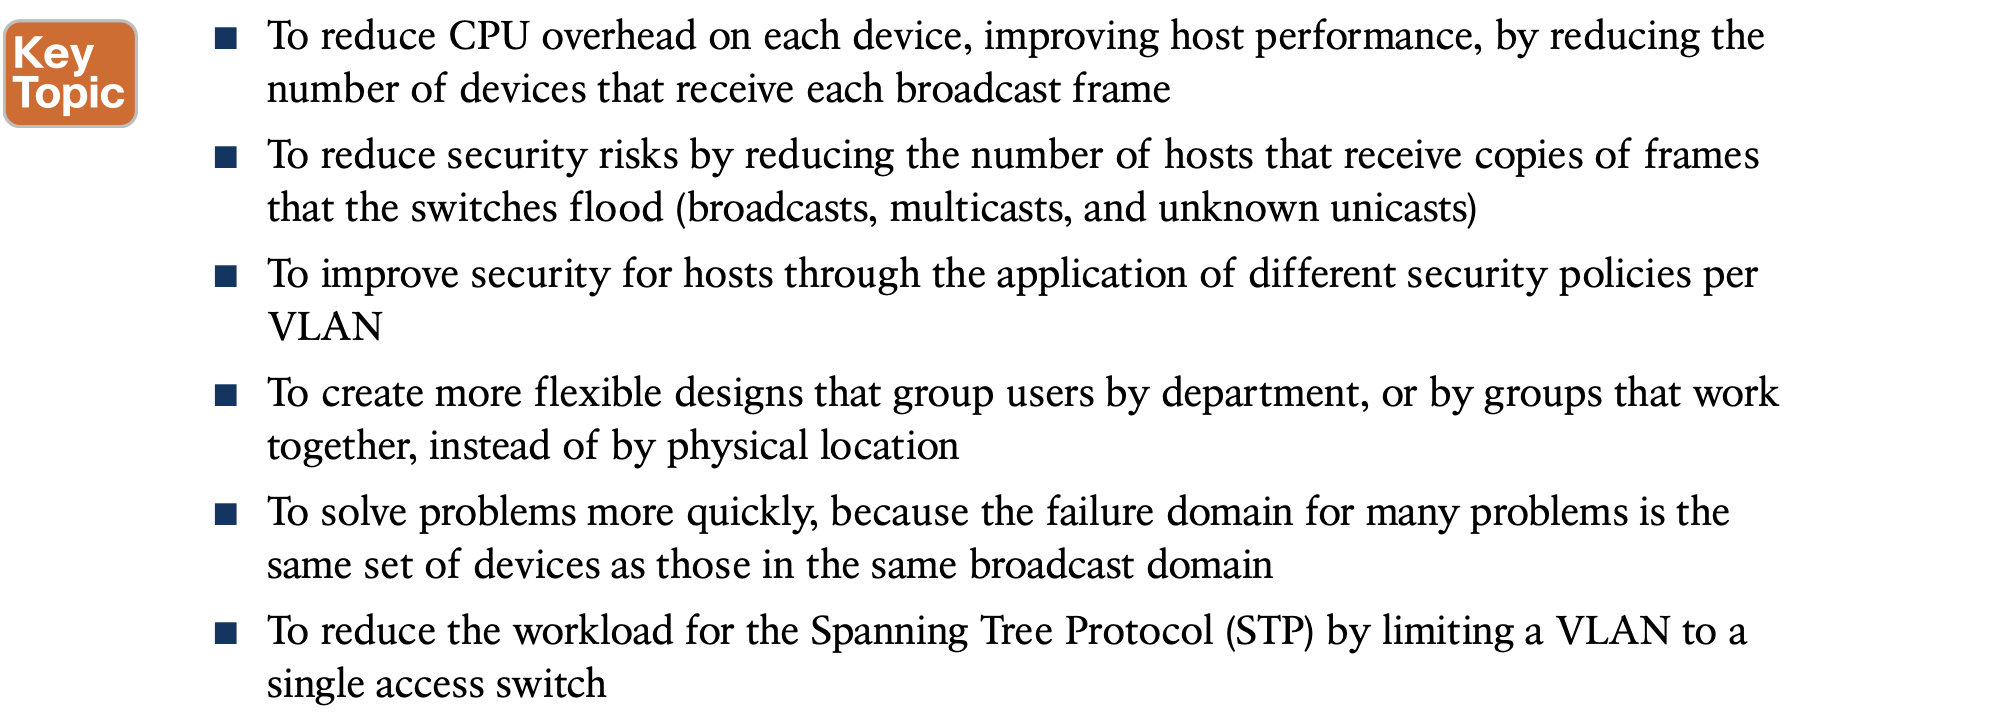 Key
Topic
■ To reduce CPU overhead on each device, improving host performance, by reducing the
number of devices that receive each broadcast frame
■ To reduce security risks by reducing the number of hosts that receive copies of frames
that the switches flood (broadcasts, multicasts, and unknown unicasts)
■ To improve security for hosts through the application of different security policies per
VLAN
■ To create more flexible designs that group users by department, or by groups that work
together, instead of by physical location
■ To solve problems more quickly, because the failure domain for many problems is the
same set of devices as those in the same broadcast domain
■ To reduce the workload for the Spanning Tree Protocol (STP) by limiting a VLAN to a
single access switch